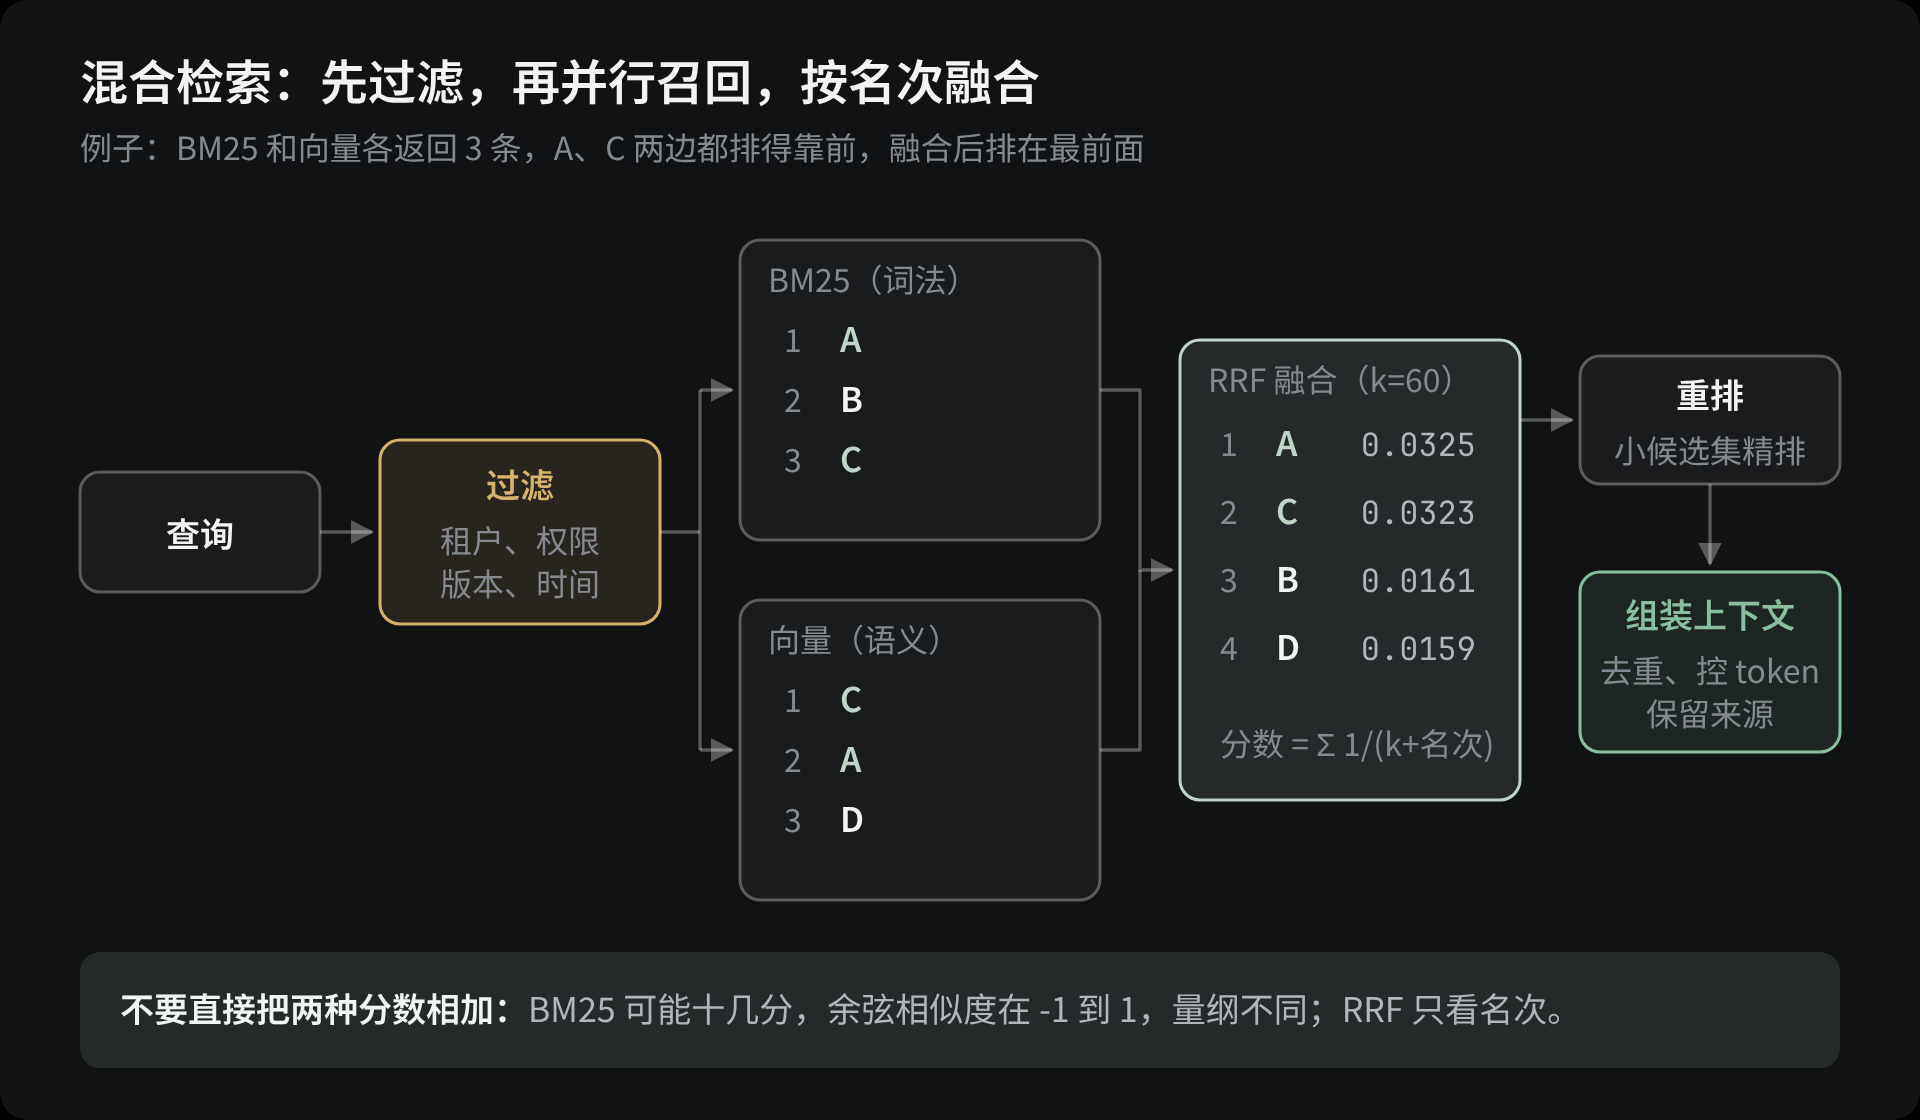 混合检索：先过滤，再并行召回，按名次融合
例子：BM25 和向量各返回 3 条，A、C 两边都排得靠前，融合后排在最前面
查询
过滤
租户、权限
版本、时间
BM25（词法）
1 A
2 B
3 C
向量（语义）
1 C
2 A
3 D
RRF 融合（k=60）
1 A 0.0325
2 C 0.0323
3 B 0.0161
4 D 0.0159
分数 = Σ 1/(k+名次)
重排
小候选集精排
组装上下文
去重、控 token
保留来源
不要直接把两种分数相加：BM25 可能十几分，余弦相似度在 -1 到 1，量纲不同；RRF 只看名次。